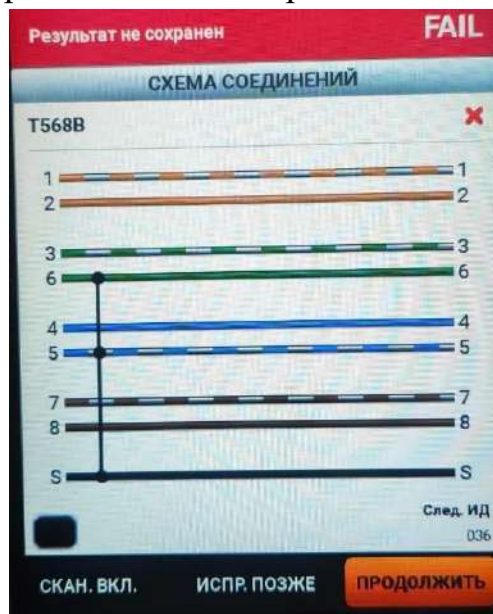 Результат не сохранен FAIL
СХЕМА СОЕДИНЕНИЙ
T568B
1 1
2 2
3 3
6 6
4 4
5 5
7 7
8 8
S S
След. ИД
036
СКАН. ВКЛ. ИСПР. ПОЗЖЕ ПРОДОЛЖИТЬ